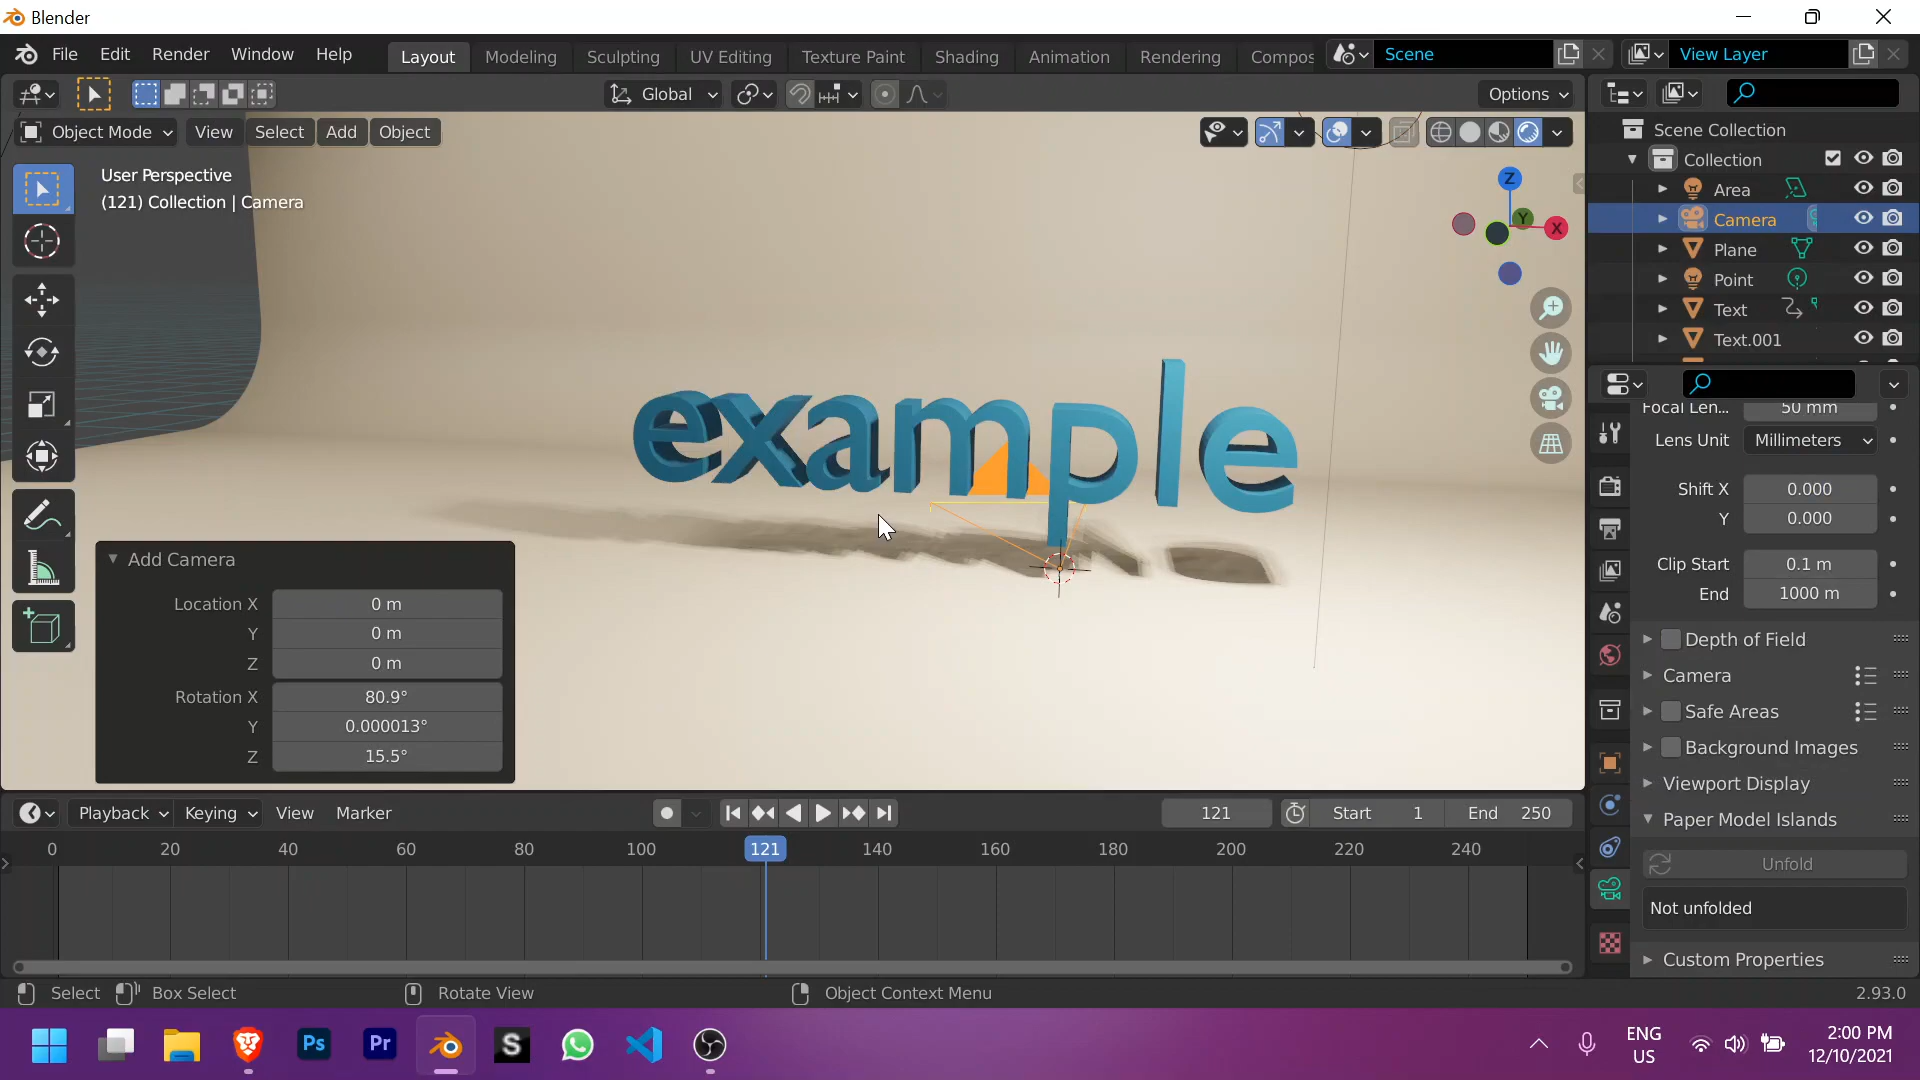 Blender
File Edit Render Window Help Layout Modeling Sculpting UV Editing Texture Paint Shading Animation Rendering Compos Scene View Layer
Global Options
Object Mode View Select Add Object
User Perspective
(121) Collection | Camera
Z
Y
X
example
Add Camera
Location X 0 m
Y 0 m
Z 0 m
Rotation X 80.9°
Y 0.000013°
Z 15.5°
Scene Collection
Collection
Area
Camera
Plane
Point
Text
Text.001
Focal Len... 50 mm
Lens Unit Millimeters
Shift X 0.000
Y 0.000
Clip Start 0.1 m
End 1000 m
Depth of Field
Camera
Safe Areas
Background Images
Viewport Display
Paper Model Islands
Unfold
Not unfolded
Custom Properties
Playback Keying View Marker 121 Start 1 End 250
0 20 40 60 80 100 121 140 160 180 200 220 240
Select Box Select Rotate View Object Context Menu 2.93.0
Ps Pr S ENG US 2:00 PM
12/10/2021